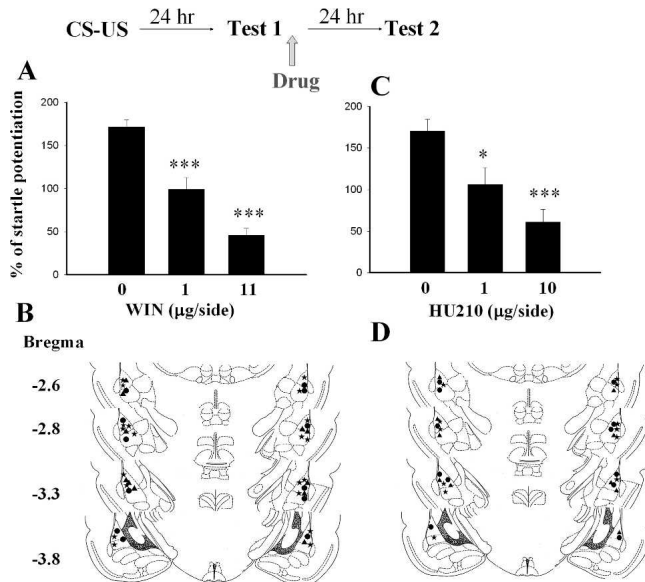 24 hr 24 hr
CS-US Test 1 Test 2
Drug
A
% of startle potentiation
200
150
100
50
0
*** ***
0 1 11
WIN (µg/side)
C
200
150
100
50
0
* ***
0 1 10
HU210 (µg/side)
B
Bregma
-2.6
-2.8
-3.3
-3.8
D